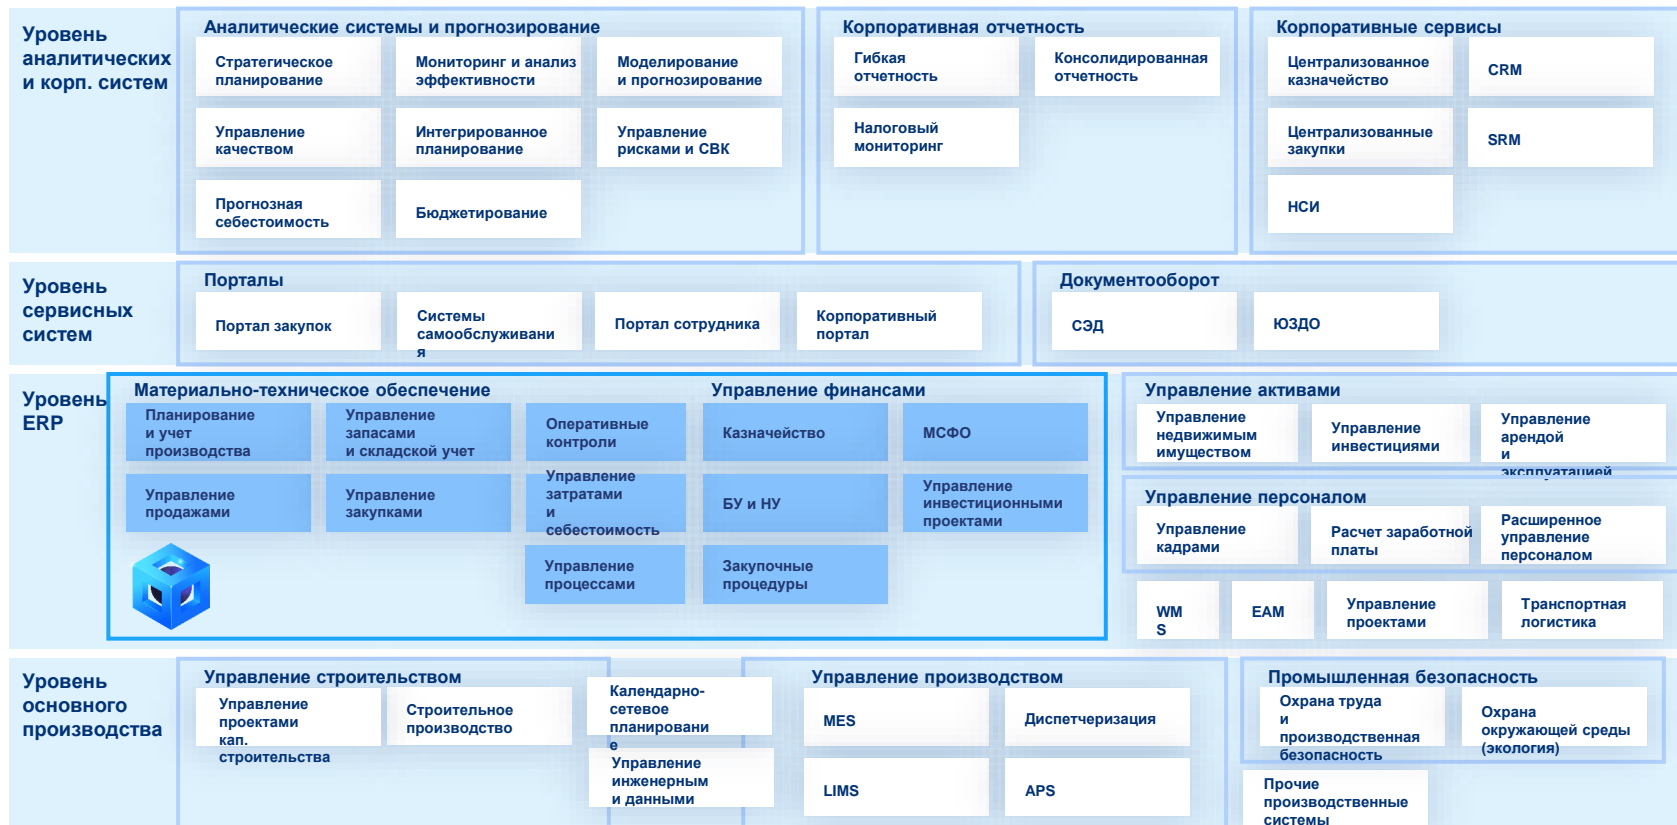 Уровень
аналитических
и корп. систем
Аналитические системы и прогнозирование
Стратегическое
планирование
Мониторинг и анализ
эффективности
Моделирование
и прогнозирование
Управление
качеством
Интегрированное
планирование
Управление
рисками и СВК
Прогнозная
себестоимость
Бюджетирование
Корпоративная отчетность
Гибкая
отчетность
Консолидированная
отчетность
Налоговый
мониторинг
Корпоративные сервисы
Централизованное
казначейство
CRM
Централизованные
закупки
SRM
НСИ
Уровень
сервисных
систем
Порталы
Портал закупок
Системы
самообслуживани
я
Портал сотрудника
Корпоративный
портал
Документооборот
СЭД
ЮЗДО
Уровень
ERP
Материально-техническое обеспечение
Планирование
и учет
производства
Управление
запасами
и складской учет
Оперативные
контроли
Управление
продажами
Управление
закупками
Управление
затратами
и
себестоимость
Управление
процессами
Управление финансами
Казначейство
МСФО
БУ и НУ
Управление
инвестиционными
проектами
Закупочные
процедуры
Управление активами
Управление
недвижимым
имуществом
Управление
инвестициями
Управление
арендой
и
эксплуатацией
Управление персоналом
Управление
кадрами
Расчет заработной
платы
Расширенное
управление
персоналом
WM
S
EAM
Управление
проектами
Транспортная
логистика
Уровень
основного
производства
Управление строительством
Управление
проектами
кап.
строительства
Строительное
производство
Календарно-
сетевое
планировани
е
Управление
инженерным
и данными
Управление производством
MES
Диспетчеризация
LIMS
APS
Промышленная безопасность
Охрана труда
и
производственная
безопасность
Охрана
окружающей среды
(экология)
Прочие
производственные
системы